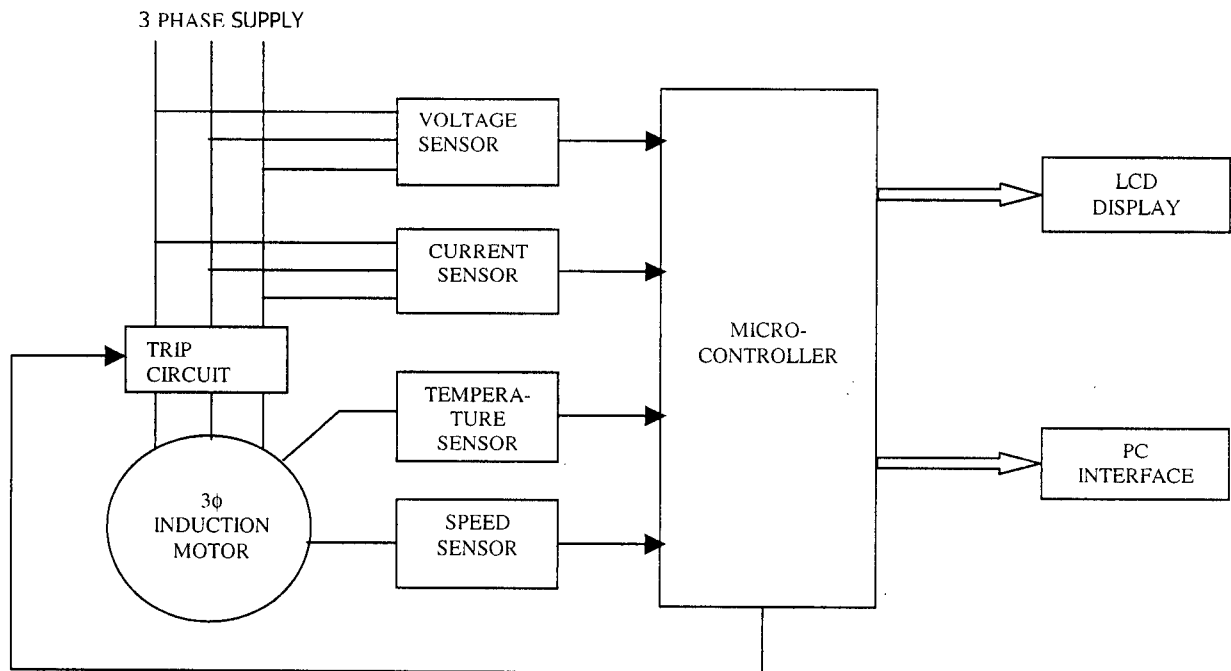 3 PHASE SUPPLY
VOLTAGE
SENSOR
LCD
DISPLAY
CURRENT
SENSOR
MICRO-
CONTROLLER
TRIP
CIRCUIT
TEMPERA-
TURE
SENSOR
PC
INTERFACE
3ϕ
INDUCTION
MOTOR
SPEED
SENSOR